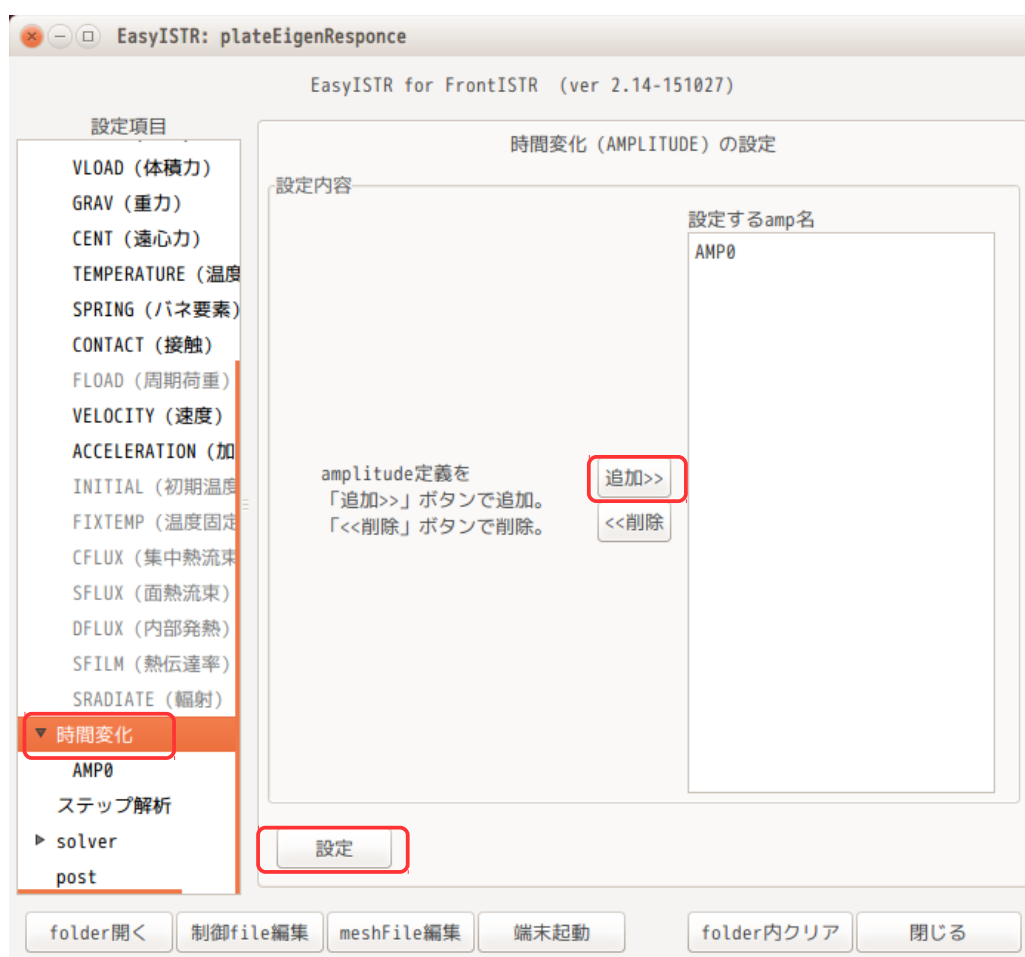 EasyISTR: plateEigenResponce
EasyISTR for FrontISTR (ver 2.14-151027)
設定項目
VLOAD (体積力)
GRAV (重力)
CENT (遠心力)
TEMPERATURE (温度
SPRING (バネ要素)
CONTACT (接触)
FLOAD (周期荷重)
VELOCITY (速度)
ACCELERATION (加
INITIAL (初期温度
FIXTEMP (温度固定
CFLUX (集中熱流束
SFLUX (面熱流束)
DFLUX (内部発熱)
SFILM (熱伝達率)
SRADIATE (輻射)
時間変化
AMP0
ステップ解析
solver
post
時間変化 (AMPLITUDE) の設定
設定内容
設定するamp名
AMP0
amplitude定義を
「追加>>」ボタンで追加。
「<<削除」ボタンで削除。
追加>>
<<削除
設定
folder開く
制御file編集
meshFile編集
端末起動
folder内クリア
閉じる